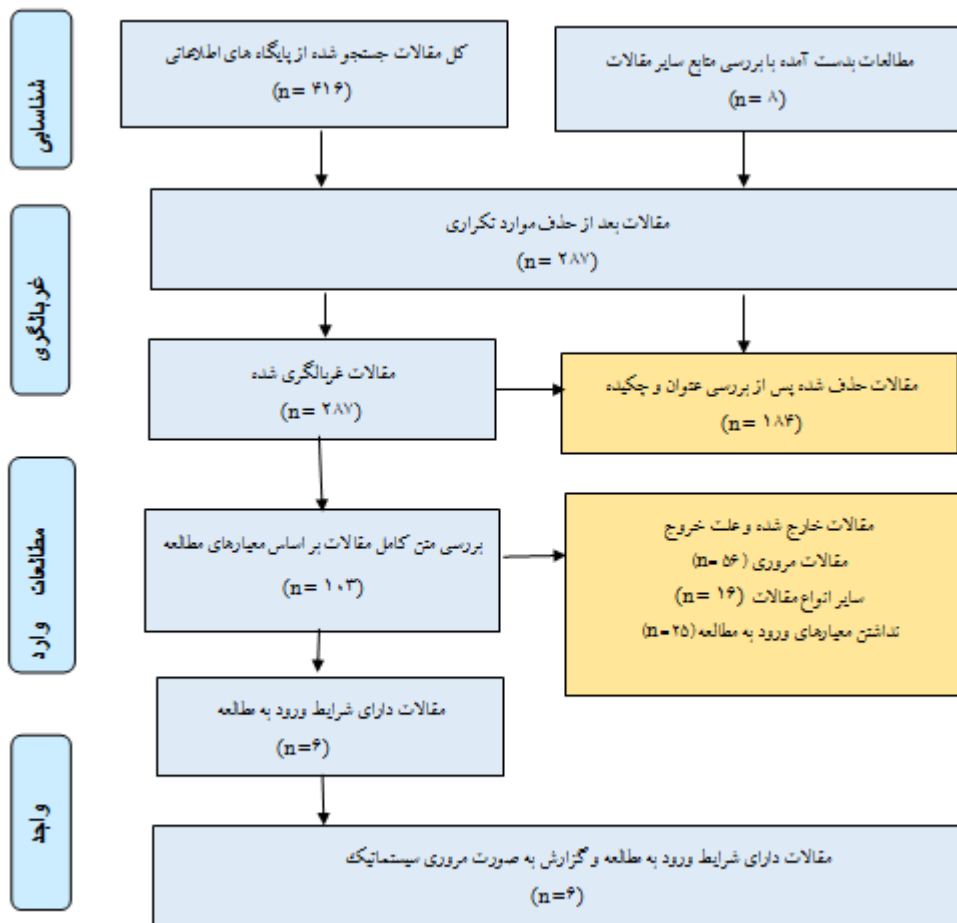 شناسایی
کل مقالات جستجو شده از پایگاه های اطلاعاتی
(n= ۴۱۶)
مطالعات بدست آمده با بررسی منابع سایر مقالات
(n= ۸)
غربالگری
مقالات بعد از حذف موارد تکراری
(n= ۲۸۷)
مقالات غربالگری شده
(n= ۲۸۷)
مقالات حذف شده پس از بررسی عنوان و چکیده
(n= ۱۸۴)
مطالعات وارد
بررسی متن کامل مقالات بر اساس معیارهای مطالعه
(n= ۱۰۳)
مقالات خارج شده و علت خروج
مقالات مروری (n= ۵۶)
سایر انواع مقالات (n= ۱۶)
نداشتن معیارهای ورود به مطالعه (n=۲۵)
مقالات دارای شرایط ورود به مطالعه
(n=۶)
واجد
مقالات دارای شرایط ورود به مطالعه و گزارش به صورت مروری سیستماتیک
(n=۶)